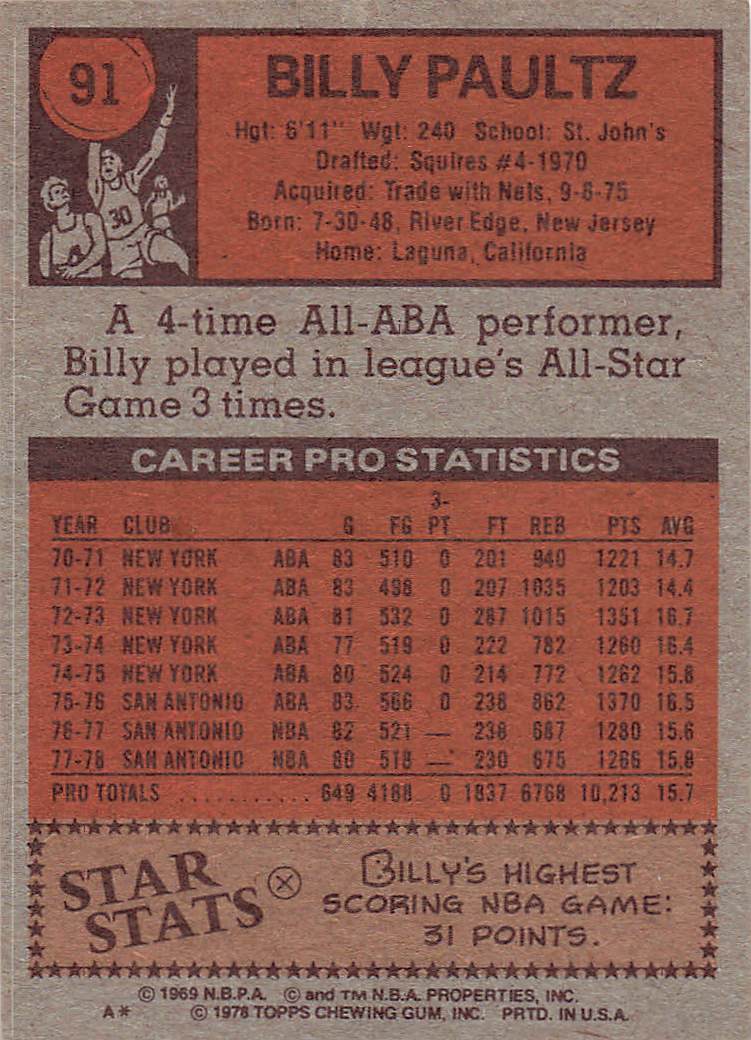 91
BILLY PAULTZ
Hgt: 6'11" Wgt: 240 School: St. John's
Drafted: Squires #4-1970
Acquired: Trade with Nets, 9-8-75
Born: 7-30-48, River Edge, New Jersey
Home: Laguna, California
30
A 4-time All-ABA performer,
Billy played in league's All-Star
Game 3 times.
CAREER PRO STATISTICS
YEAR CLUB G FG 3-PT FT REB PTS AVG
70-71 NEW YORK ABA 83 510 0 201 940 1221 14.7
71-72 NEW YORK ABA 83 498 0 207 1035 1203 14.4
72-73 NEW YORK ABA 81 532 0 287 1015 1351 16.7
73-74 NEW YORK ABA 77 519 0 222 782 1260 16.4
74-75 NEW YORK ABA 80 524 0 214 772 1262 15.8
75-76 SAN ANTONIO ABA 83 566 0 238 862 1370 16.5
76-77 SAN ANTONIO NBA 82 521 — 238 687 1280 15.6
77-78 SAN ANTONIO NBA 80 518 — 230 675 1266 15.8
PRO TOTALS ........... 649 4188 0 1837 6768 10,213 15.7
STAR
STATS
BILLY'S HIGHEST
SCORING NBA GAME:
31 POINTS.
© 1969 N.B.P.A. © and TM N.B.A. PROPERTIES, INC.
A* © 1978 TOPPS CHEWING GUM, INC. PRTD. IN U.S.A.